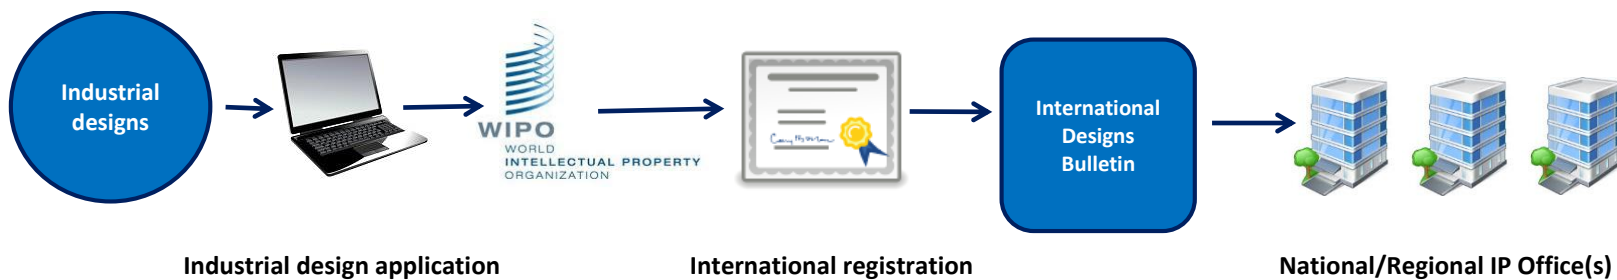 Industrial
designs
WIPO
WORLD
INTELLECTUAL PROPERTY
ORGANIZATION
International
Designs
Bulletin
Industrial design application
International registration
National/Regional IP Office(s)